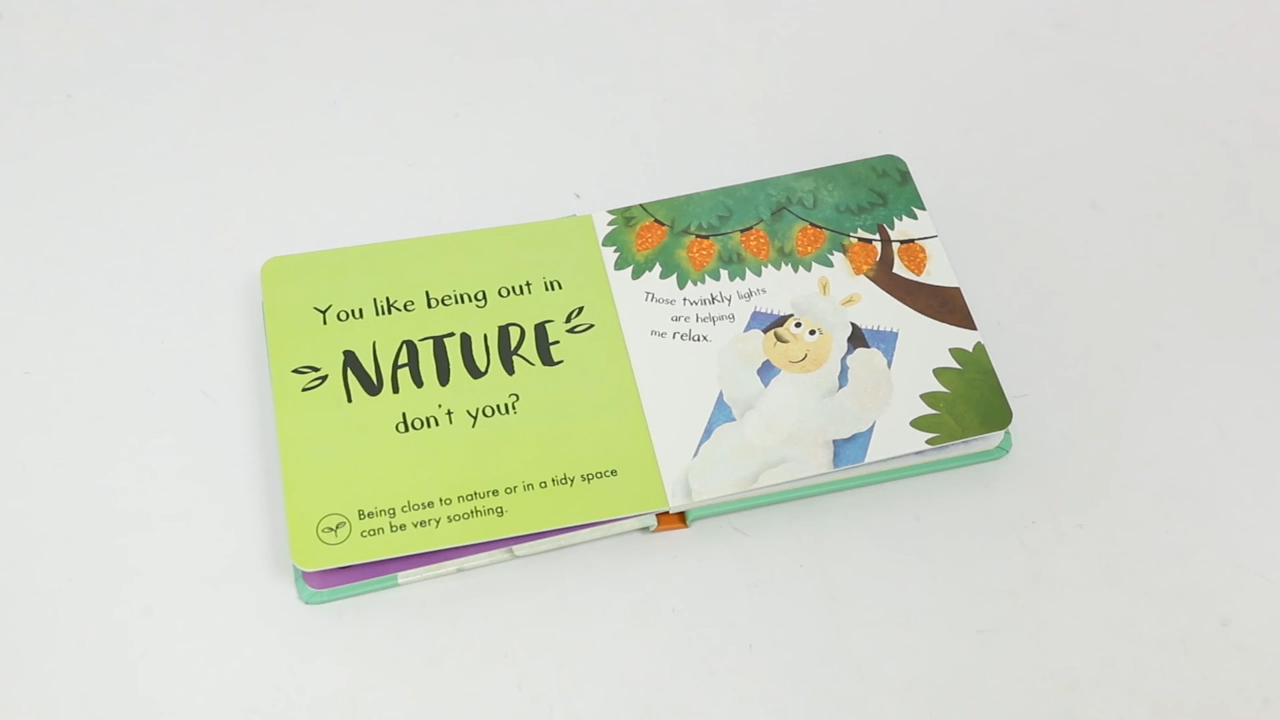 You like being out in
NATURE
don't you?
Being close to nature or in a tidy space
can be very soothing.
Those twinkly lights
are helping
me relax.